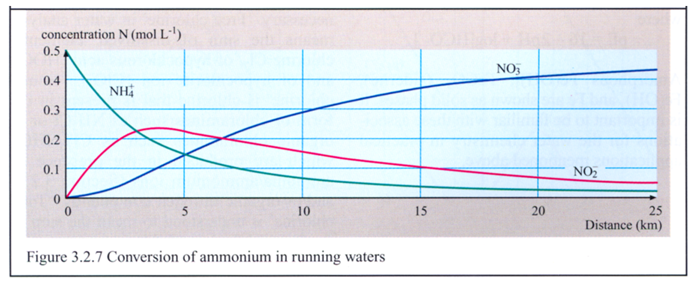 concentration N (mol L⁻¹)
0.5
NO₃⁻
0.4
NH₄⁺
0.3
0.2
0.1
NO₂⁻
0
0 5 10 15 20 25
Distance (km)
Figure 3.2.7 Conversion of ammonium in running waters